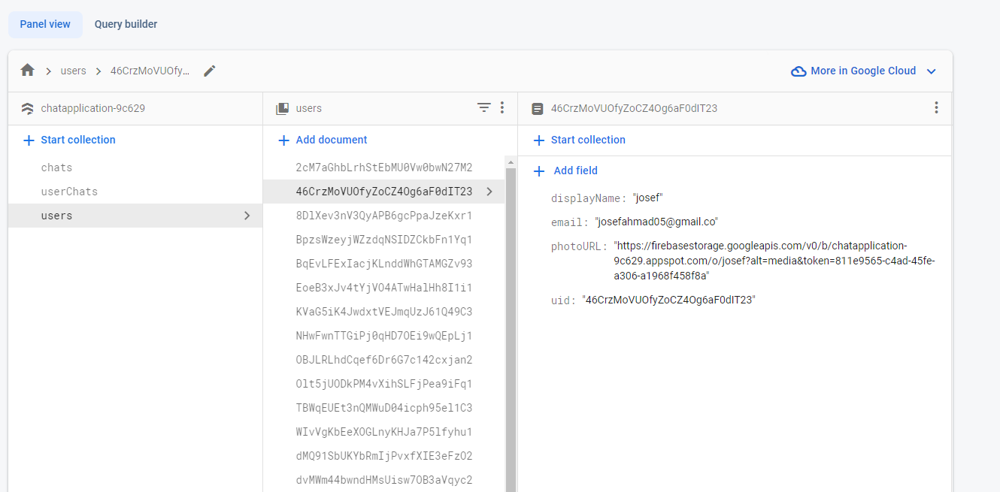 Panel view
Query builder
users
46CrzMoVUOfy...
More in Google Cloud
chatapplication-9c629
users
46CrzMoVUOfyZoCZ4Og6aF0dIT23
Start collection
Add document
Start collection
chats
userChats
users
2cM7aGhbLrhStEbMU0Vw0bwN27M2
46CrzMoVUOfyZoCZ4Og6aF0dIT23
8DlXev3nV3QyAPB6gcPpaJzeKxr1
BpzsWzeyjWZzdqNSIDZCkbFn1Yq1
BqEvLFExIacjKLnddWhGTAMGZv93
EoeB3xJv4tYjVO4ATwHalHh8I1i1
KVaG5iK4JwdxtVEJmqUzJ61Q49C3
NHwFwnTTGiPj0qHD7OEi9wQEpLj1
OBJLRLhdCqef6Dr6G7c142cxjan2
Olt5jUODkPM4vXihSLFjPea9iFq1
TBWqEUEt3nQMWuD04icph95el1C3
WIvVgKbEeXOGLnyKHJa7P5lfyhu1
dMQ91SbUKYbRmIjPvxfXIE3eFzO2
dvMWm44bwndHMsUisw7OB3aVqyc2
Add field
displayName: "josef"
email: "josefahmad05@gmail.co"
photoURL: "https://firebasestorage.googleapis.com/v0/b/chatapplication-
9c629.appspot.com/o/josef?alt=media&token=811e9565-c4ad-45fe-
a306-a1968f458f8a"
uid: "46CrzMoVUOfyZoCZ4Og6aF0dIT23"